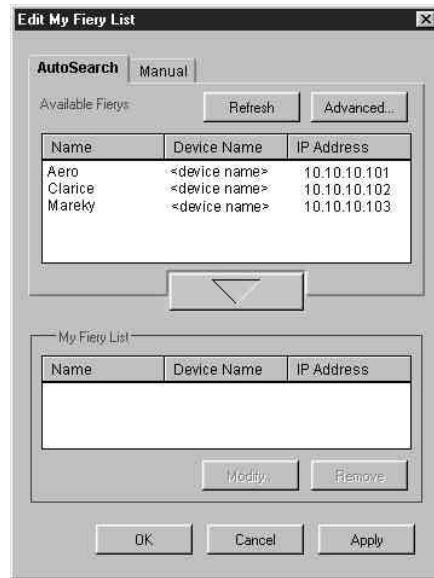 Edit My Fiery List
AutoSearch Manual
Available Fierys Refresh Advanced...
Name Device Name IP Address
Aero <device name> 10.10.10.101
Clarice <device name> 10.10.10.102
Mareky <device name> 10.10.10.103
My Fiery List
Name Device Name IP Address
Modify.. Remove
OK Cancel Apply